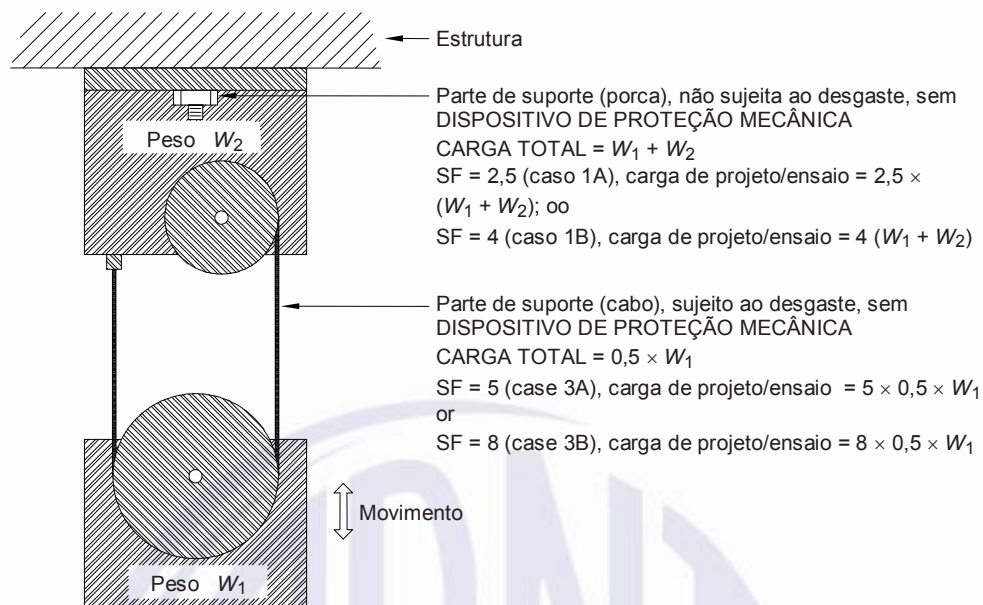 Estrutura
Parte de suporte (porca), não sujeita ao desgaste, sem
DISPOSITIVO DE PROTEÇÃO MECÂNICA
CARGA TOTAL = W1 + W2
SF = 2,5 (caso 1A), carga de projeto/ensaio = 2,5 ×
(W1 + W2); oo
SF = 4 (caso 1B), carga de projeto/ensaio = 4 (W1 + W2)
Peso W2
Parte de suporte (cabo), sujeito ao desgaste, sem
DISPOSITIVO DE PROTEÇÃO MECÂNICA
CARGA TOTAL = 0,5 × W1
SF = 5 (case 3A), carga de projeto/ensaio = 5 × 0,5 × W1
or
SF = 8 (case 3B), carga de projeto/ensaio = 8 × 0,5 × W1
Movimento
Peso W1